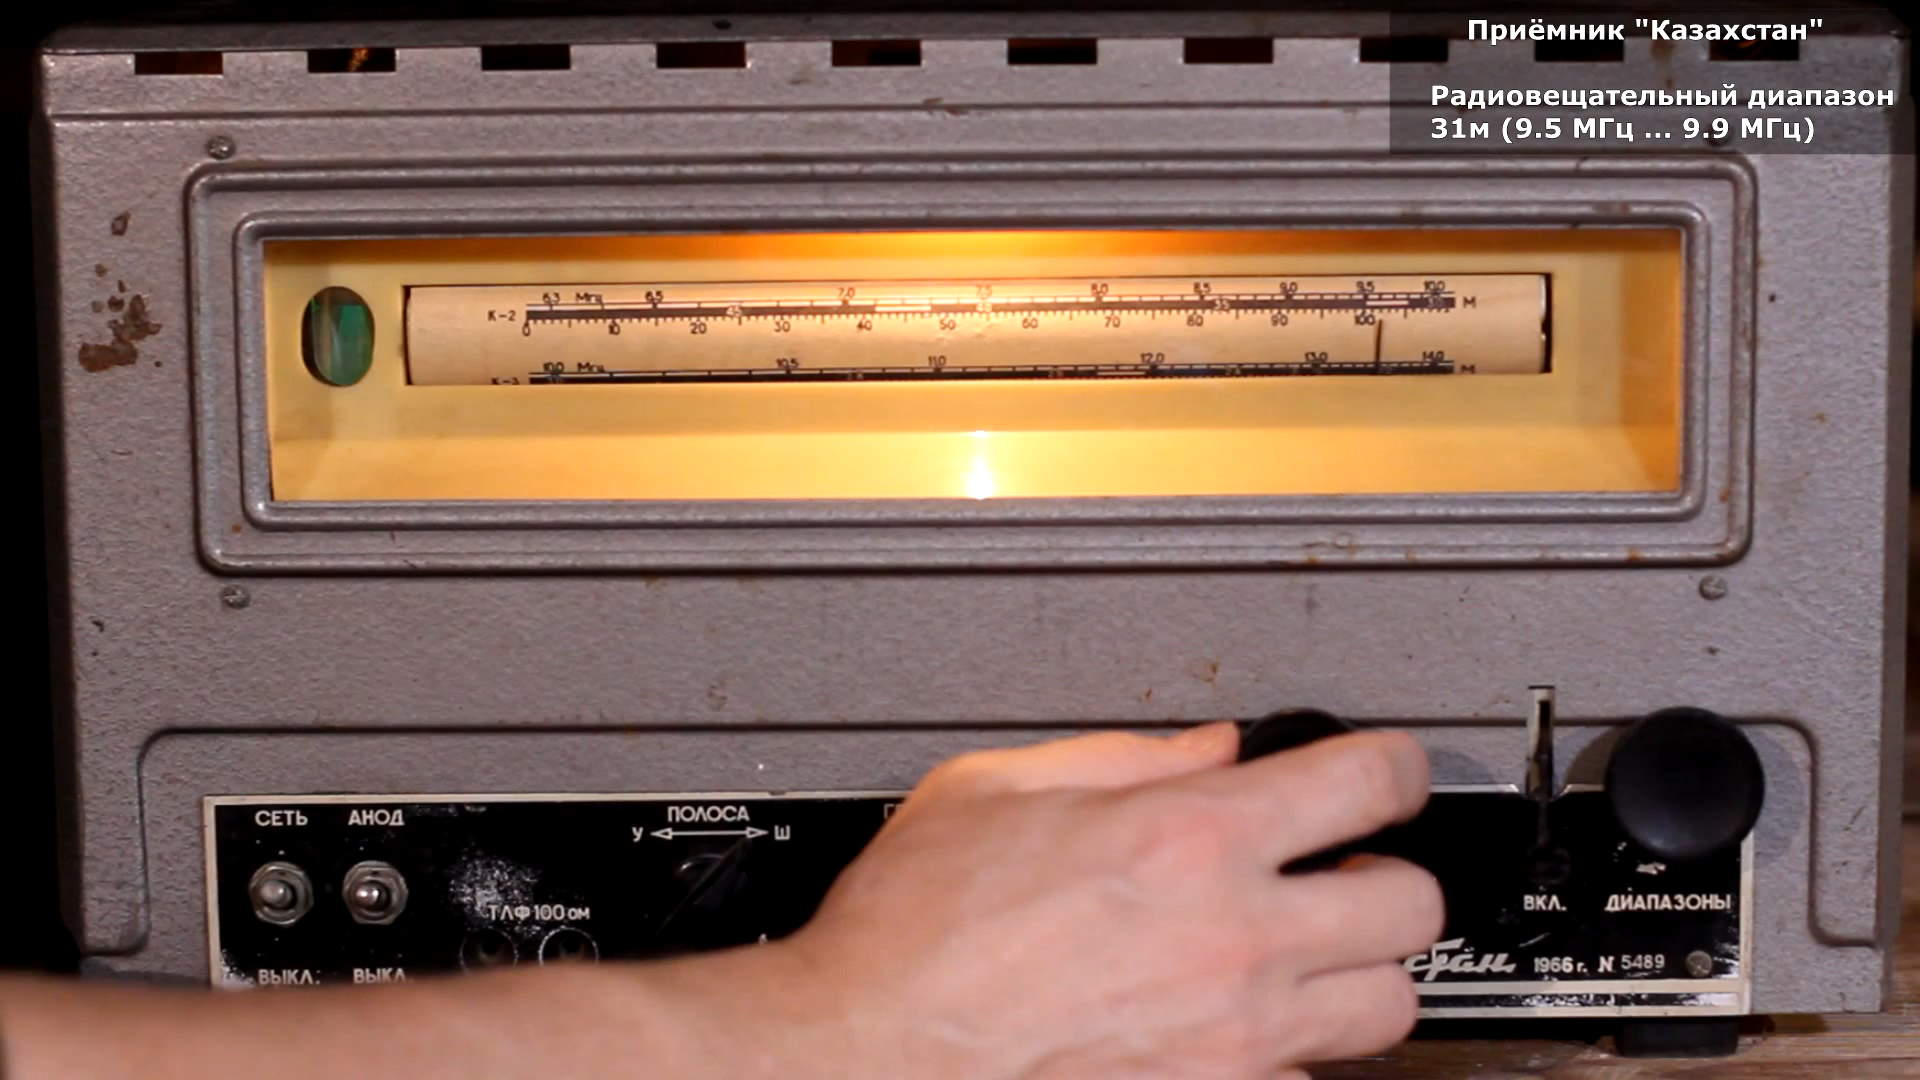 Приёмник "Казахстан"
Радиовещательный диапазон
31м (9.5 МГц ... 9.9 МГц)
6.3 Мгц 6.5 7.0 7.5 8.0 8.5 9.0 9.5 10.0
К-2 М
0 10 20 30 40 50 60 70 80 90 100
10.0 Мгц 10.5 11.0 12.0 13.0 14.0
К-3 М
СЕТЬ АНОД ПОЛОСА
У Ш
ТЛФ 100 ом ВКЛ. ДИАПАЗОНЫ
ВЫКЛ. ВЫКЛ. 1966 г. N 5489